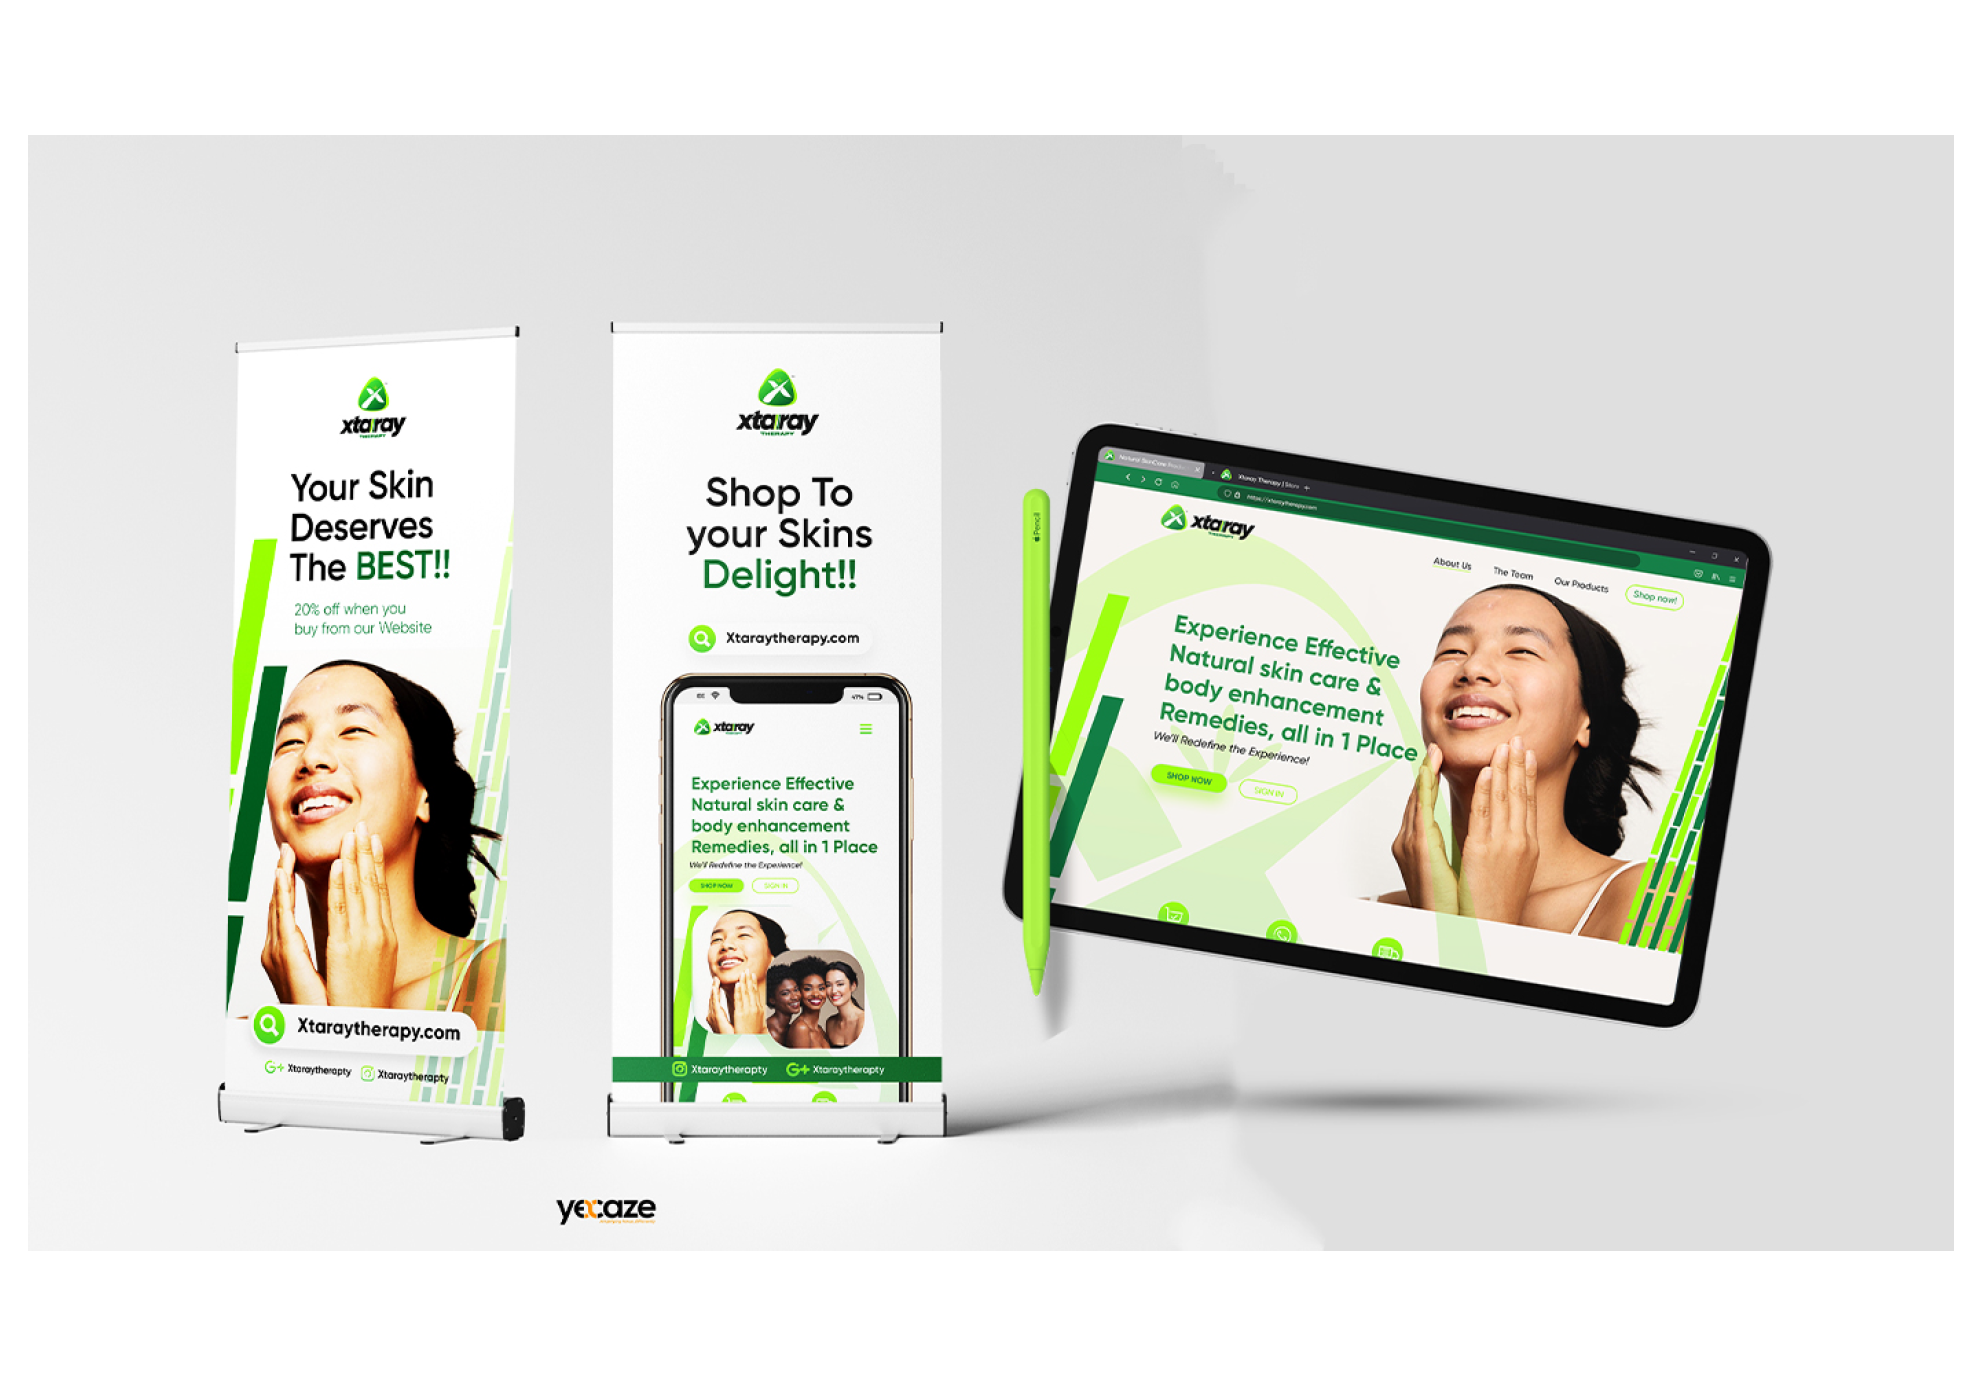 xtaray
THERAPY
Your Skin
Deserves
The BEST!!
20% off when you
buy from our Website
Xtaraytherapy.com
G+ Xtaraytherapty
Xtaraytherapty
xtaray
THERAPY
Shop To
your Skins
Delight!!
Xtaraytherapy.com
47%
xtaray
Experience Effective
Natural skin care &
body enhancement
Remedies, all in 1 Place
We'll Redefine the Experience!
SHOP NOW
SIGN IN
Xtaraytherapty
G+ Xtaraytherapty
Pencil
Natural SkinCare
Xtaray Therapy | Store
https://xtaraytherapy.com
xtaray
THERAPY
About Us
The Team
Our Products
Shop now!
Experience Effective
Natural skin care &
body enhancement
Remedies, all in 1 Place
We'll Redefine the Experience!
SHOP NOW
SIGN IN
yecaze